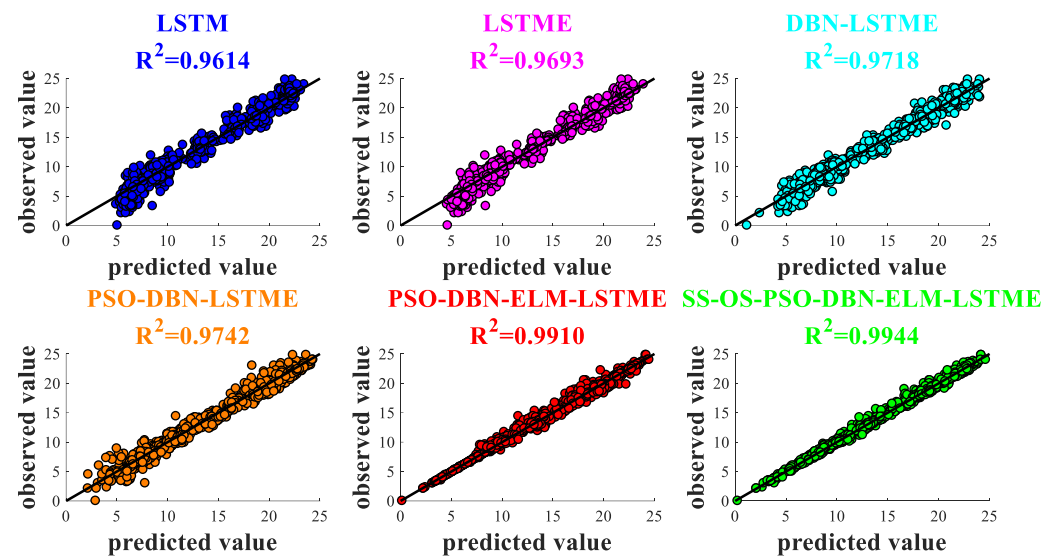 LSTM
R²=0.9614
25
20
15
10
5
0
0 5 10 15 20 25
observed value
predicted value
LSTME
R²=0.9693
25
20
15
10
5
0
0 5 10 15 20 25
observed value
predicted value
DBN-LSTME
R²=0.9718
25
20
15
10
5
0
0 5 10 15 20 25
observed value
predicted value
PSO-DBN-LSTME
R²=0.9742
25
20
15
10
5
0
0 5 10 15 20 25
observed value
predicted value
PSO-DBN-ELM-LSTME
R²=0.9910
25
20
15
10
5
0
0 5 10 15 20 25
observed value
predicted value
SS-OS-PSO-DBN-ELM-LSTME
R²=0.9944
25
20
15
10
5
0
0 5 10 15 20 25
observed value
predicted value